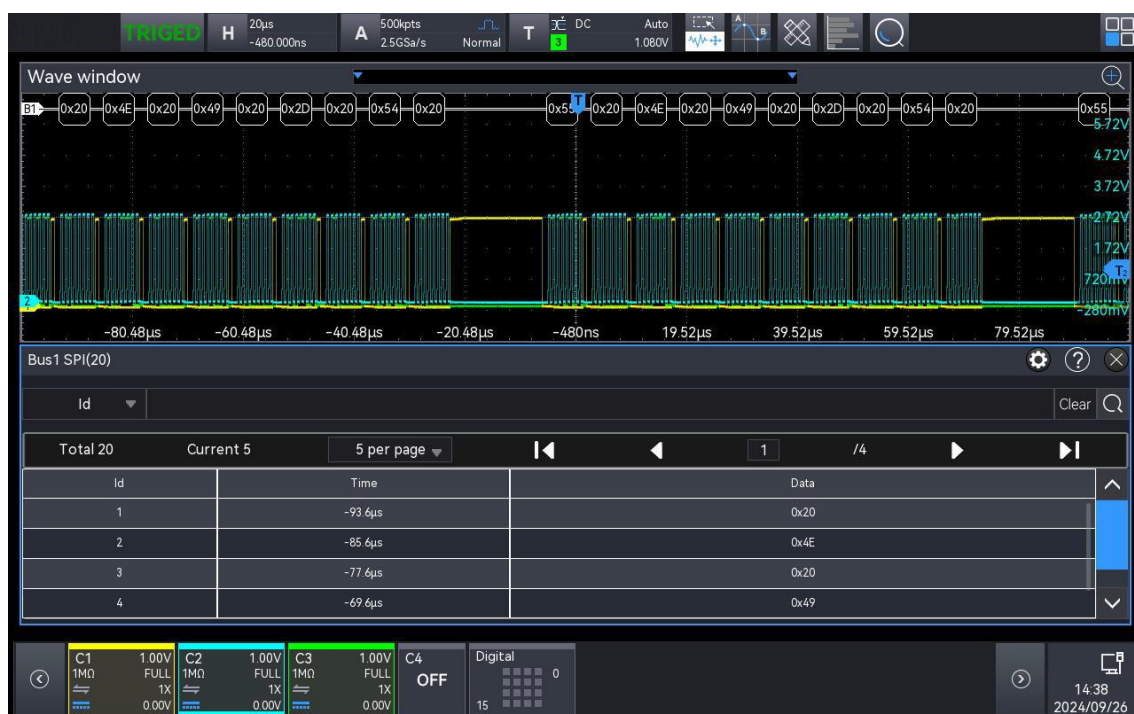 TRIGED H 20μs -480.000ns A 500kpts 2.5GSa/s Normal T DC 3 Auto 1.080V A B
Wave window
B1 0x20 0x4E 0x20 0x49 0x20 0x2D 0x20 0x54 0x20 0x55 T 0x20 0x4E 0x20 0x49 0x20 0x2D 0x20 0x54 0x20 0x55
5.72V
4.72V
3.72V
2.72V
1.72V
T2
720mV
2
-280mV
-80.48μs -60.48μs -40.48μs -20.48μs -480ns 19.52μs 39.52μs 59.52μs 79.52μs
Bus1 SPI(20) ?
Id Clear
Total 20 Current 5 5 per page 1 /4
Id Time Data
1 -93.6μs 0x20
2 -85.6μs 0x4E
3 -77.6μs 0x20
4 -69.6μs 0x49
C1 1.00V C2 1.00V C3 1.00V C4 Digital
1MΩ FULL 1MΩ FULL 1MΩ FULL OFF 0
1X 1X 1X
0.00V 0.00V 0.00V 15
14:38
2024/09/26